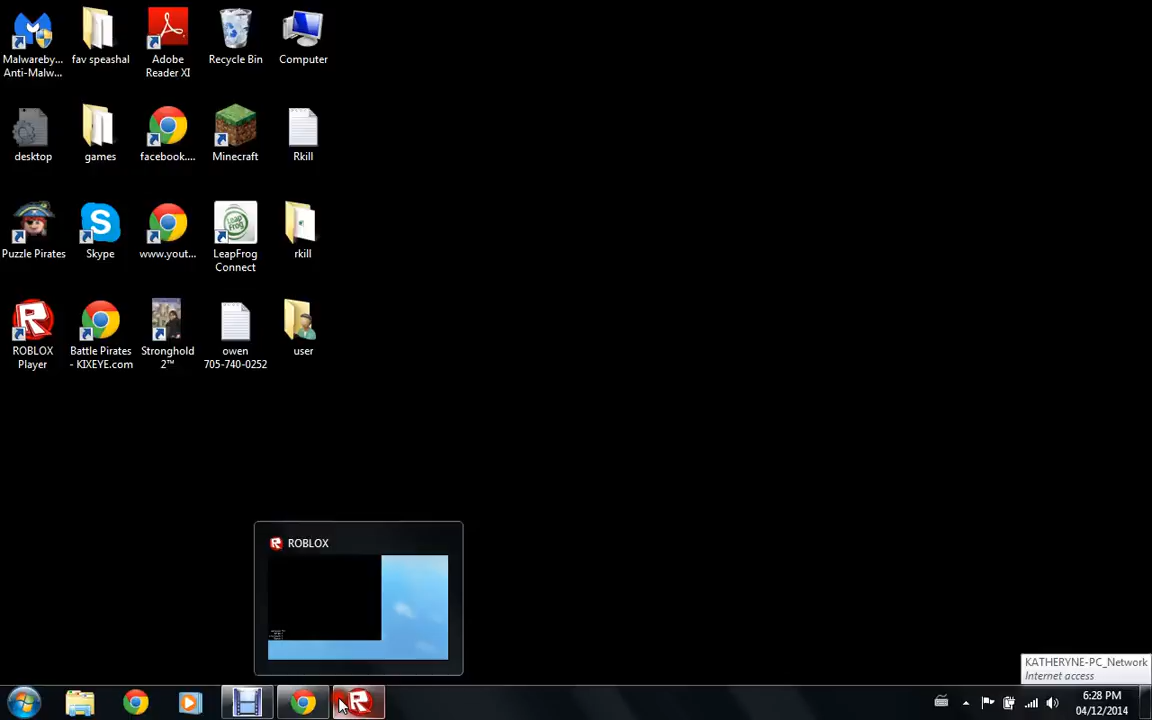 Malwareby...
Anti-Malw...
fav speashal
Adobe
Reader XI
Recycle Bin
Computer
desktop
games
facebook....
Minecraft
Rkill
Puzzle Pirates
Skype
www.yout...
LeapFrog
Connect
rkill
ROBLOX
Player
Battle Pirates
- KIXEYE.com
Stronghold
2™
owen
705-740-0252
user
ROBLOX
KATHERYNE-PC_Network
Internet access
6:28 PM
04/12/2014